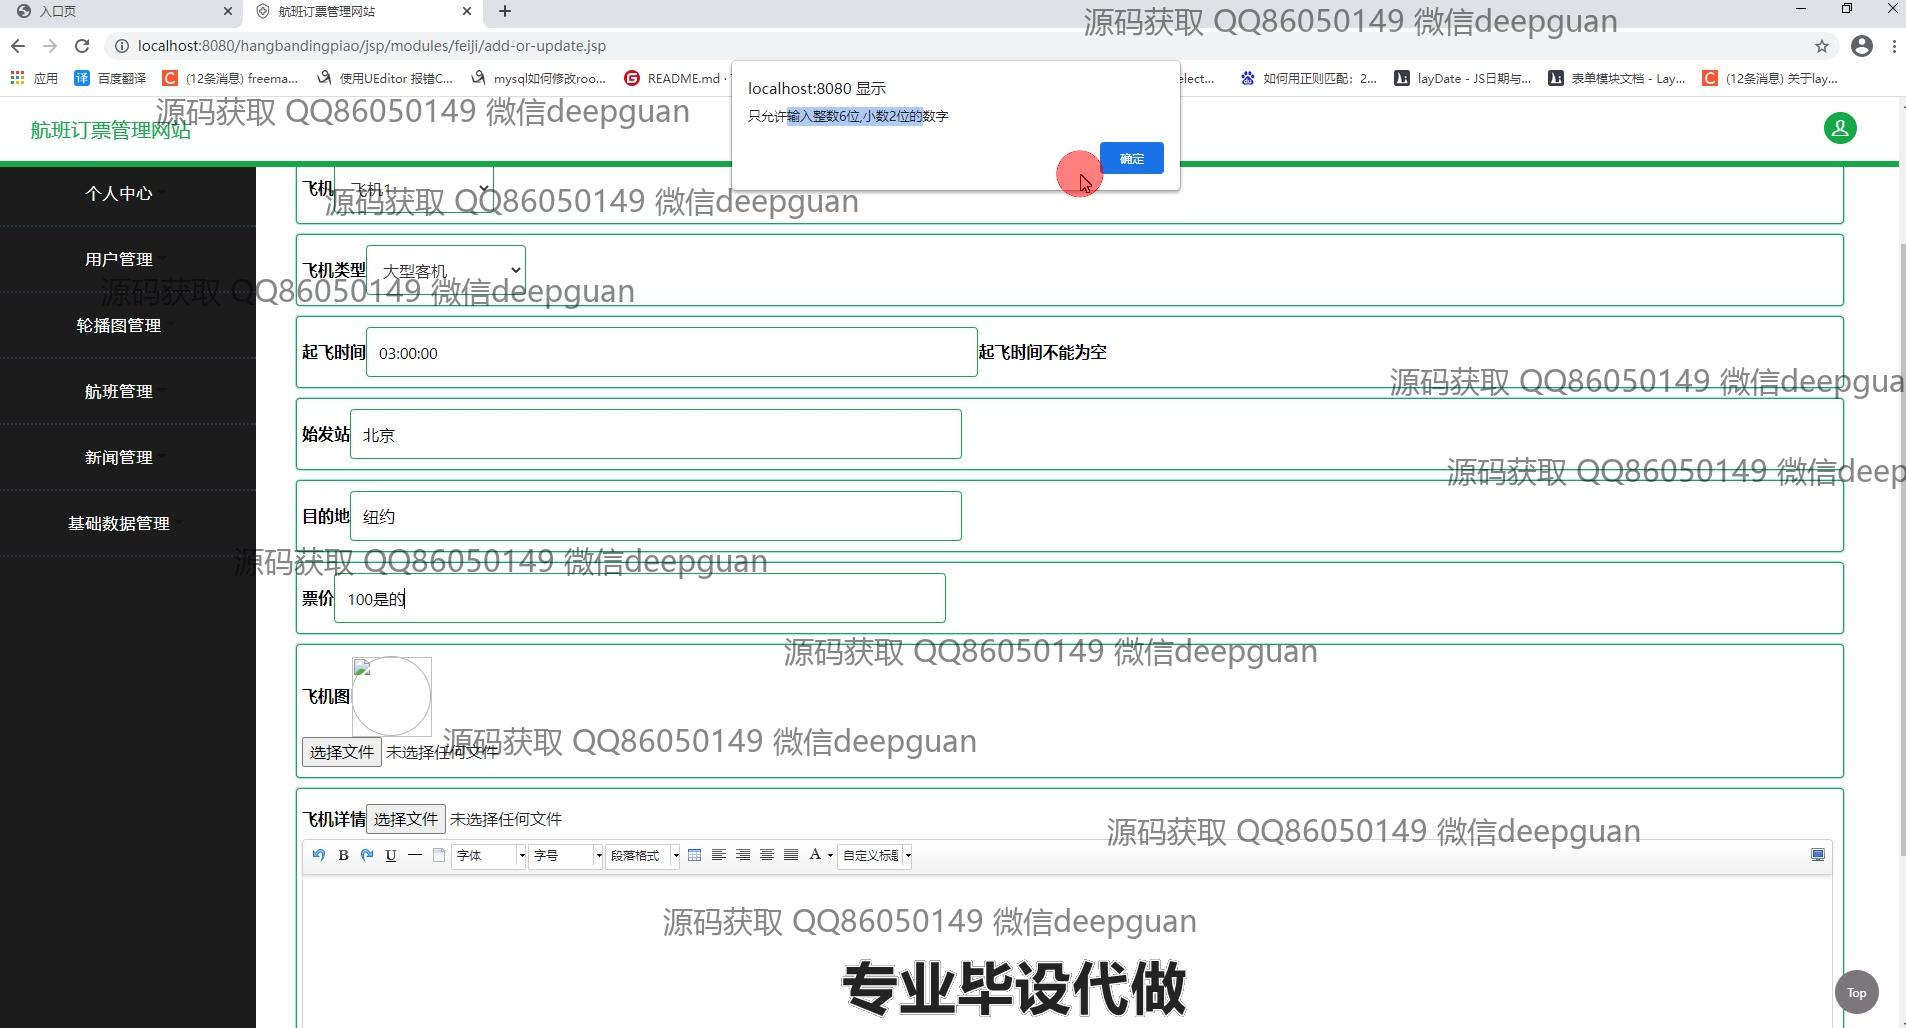 入口页
航班订票管理网站
源码获取 QQ86050149 微信deepguan
localhost:8080/hangbandingpiao/jsp/modules/feiji/add-or-update.jsp
应用 百度翻译 (12条消息) freema... 使用UEditor 报错C... mysql如何修改roo... README.md · elect... 如何用正则匹配：2... layDate - JS日期与... 表单模块文档 - Lay... (12条消息) 关于lay...
localhost:8080 显示
只允许输入整数6位,小数2位的数字
确定
源码获取 QQ86050149 微信deepguan
航班订票管理网站
个人中心
用户管理
轮播图管理
航班管理
新闻管理
基础数据管理
飞机 飞机1
源码获取 QQ86050149 微信deepguan
飞机类型 大型客机
源码获取 QQ86050149 微信deepguan
起飞时间 03:00:00 起飞时间不能为空
源码获取 QQ86050149 微信deepgua
始发站 北京
源码获取 QQ86050149 微信deep
目的地 纽约
源码获取 QQ86050149 微信deepguan
票价 100是的
源码获取 QQ86050149 微信deepguan
飞机图
源码获取 QQ86050149 微信deepguan
选择文件 未选择任何文件
飞机详情 选择文件 未选择任何文件
源码获取 QQ86050149 微信deepguan
B U 字体 字号 段落格式 A 自定义标题
源码获取 QQ86050149 微信deepguan
专业毕设代做
Top